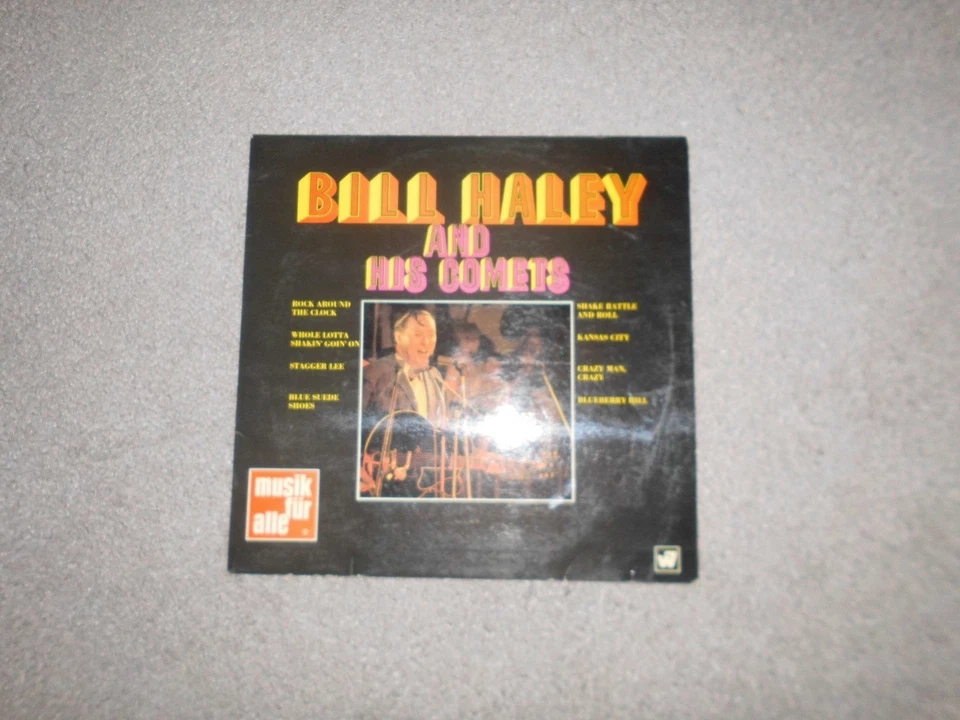 BILL HALEY
AND
HIS COMETS
ROCK AROUND
THE CLOCK
WHOLE LOTTA
SHAKIN' GOIN' ON
STAGGER LEE
BLUE SUEDE
SHOES
SHAKE RATTLE
AND ROLL
KANSAS CITY
CRAZY MAN,
CRAZY
BLUEBERRY HILL
musik
für
alle